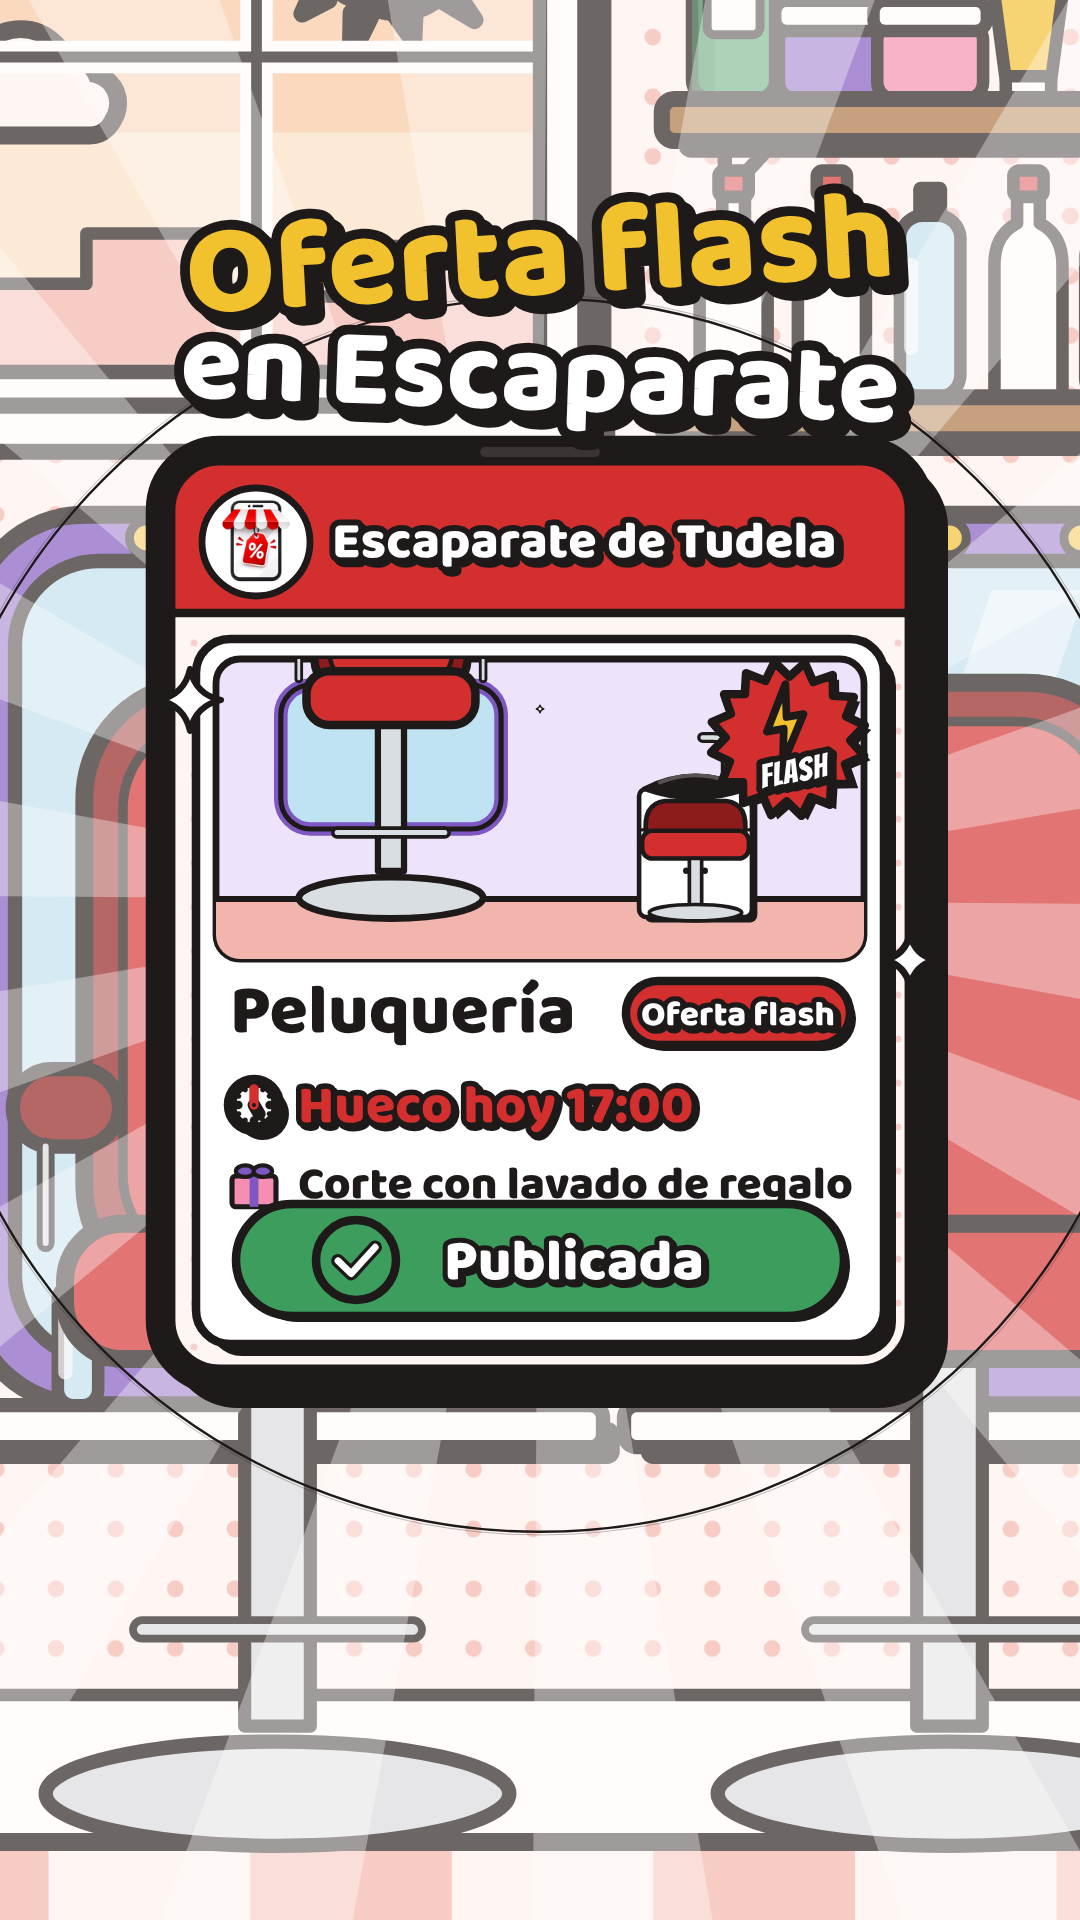 Oferta flash
en Escaparate
%
Escaparate de Tudela
FLASH
Peluquería
Oferta flash
Hueco hoy 17:00
Corte con lavado de regalo
Publicada